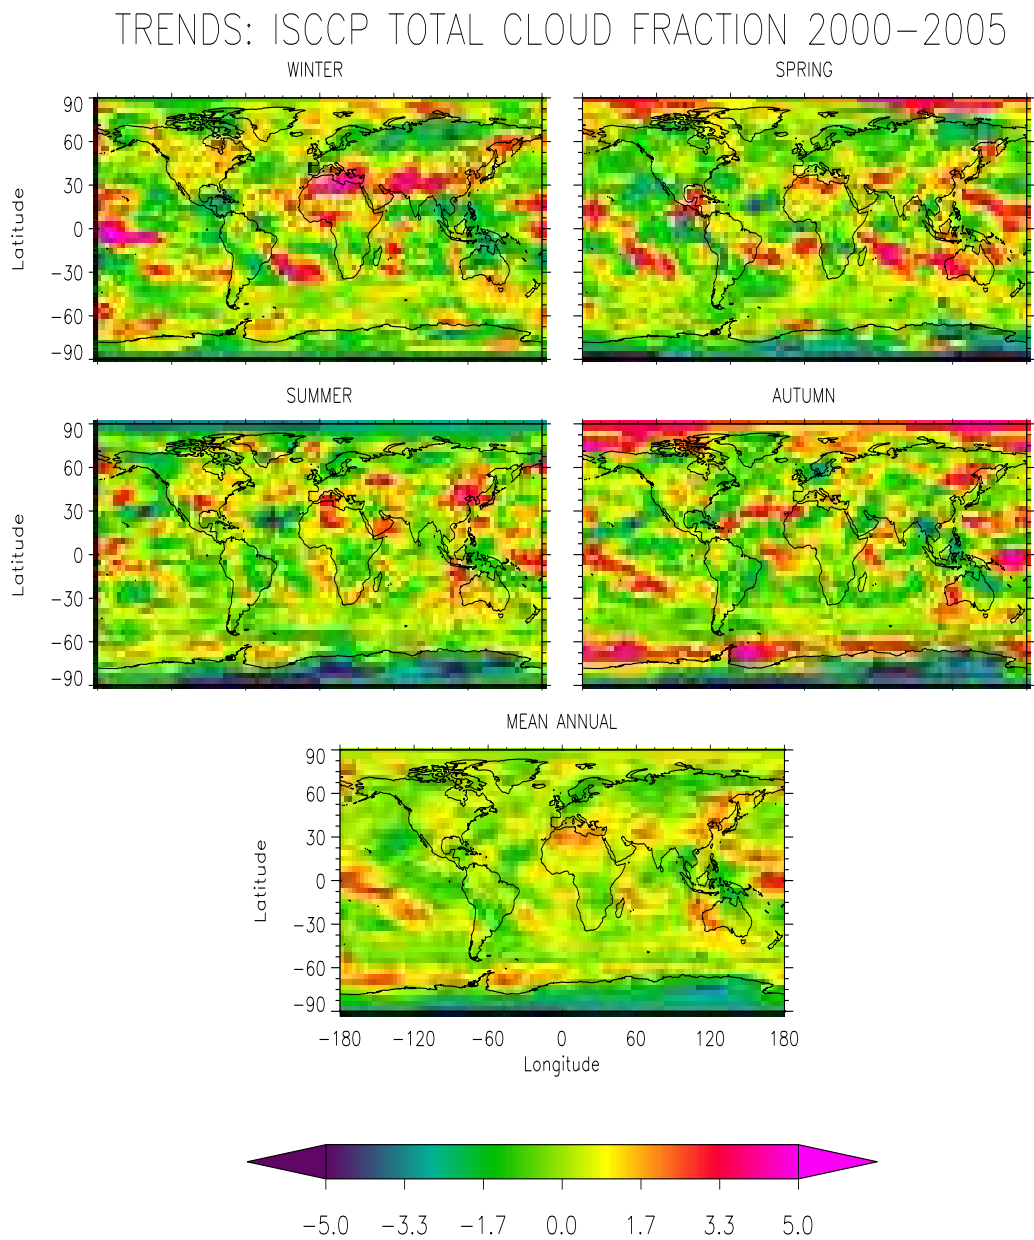 TRENDS: ISCCP TOTAL CLOUD FRACTION 2000-2005
WINTER
SPRING
90
60
30
0
-30
-60
-90
Latitude
SUMMER
AUTUMN
90
60
30
0
-30
-60
-90
Latitude
MEAN ANNUAL
90
60
30
0
-30
-60
-90
Latitude
-180 -120 -60 0 60 120 180
Longitude
-5.0 -3.3 -1.7 0.0 1.7 3.3 5.0